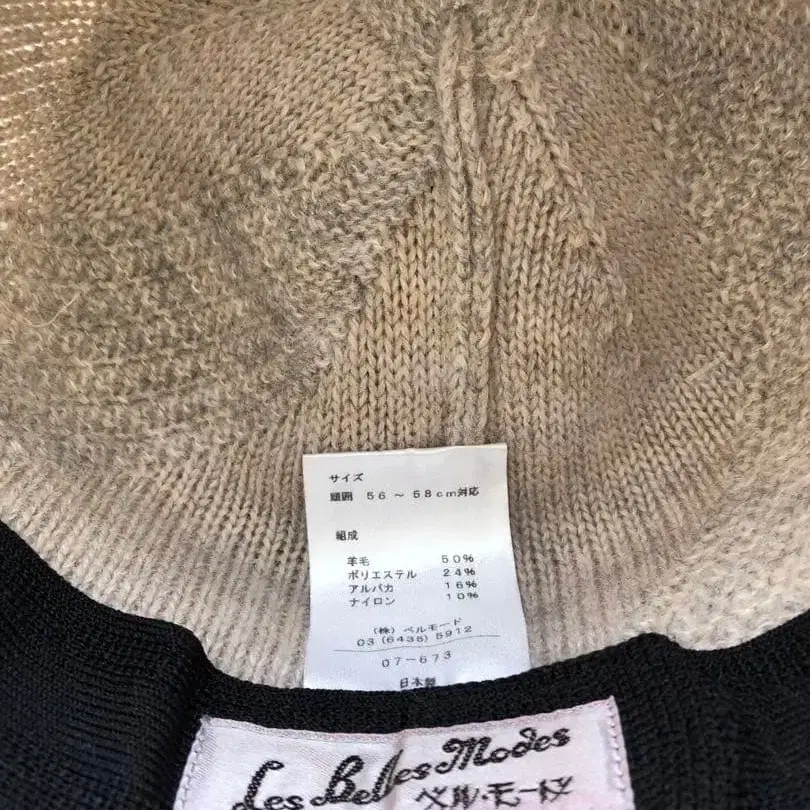 サイズ
頭囲 56 ~ 58cm対応
組成
羊毛 50%
ポリエステル 24%
アルパカ 16%
ナイロン 10%
(株) ベルモード
03 (6435) 5912
07-673
日本製
Les Belles Modes
ベル・モード